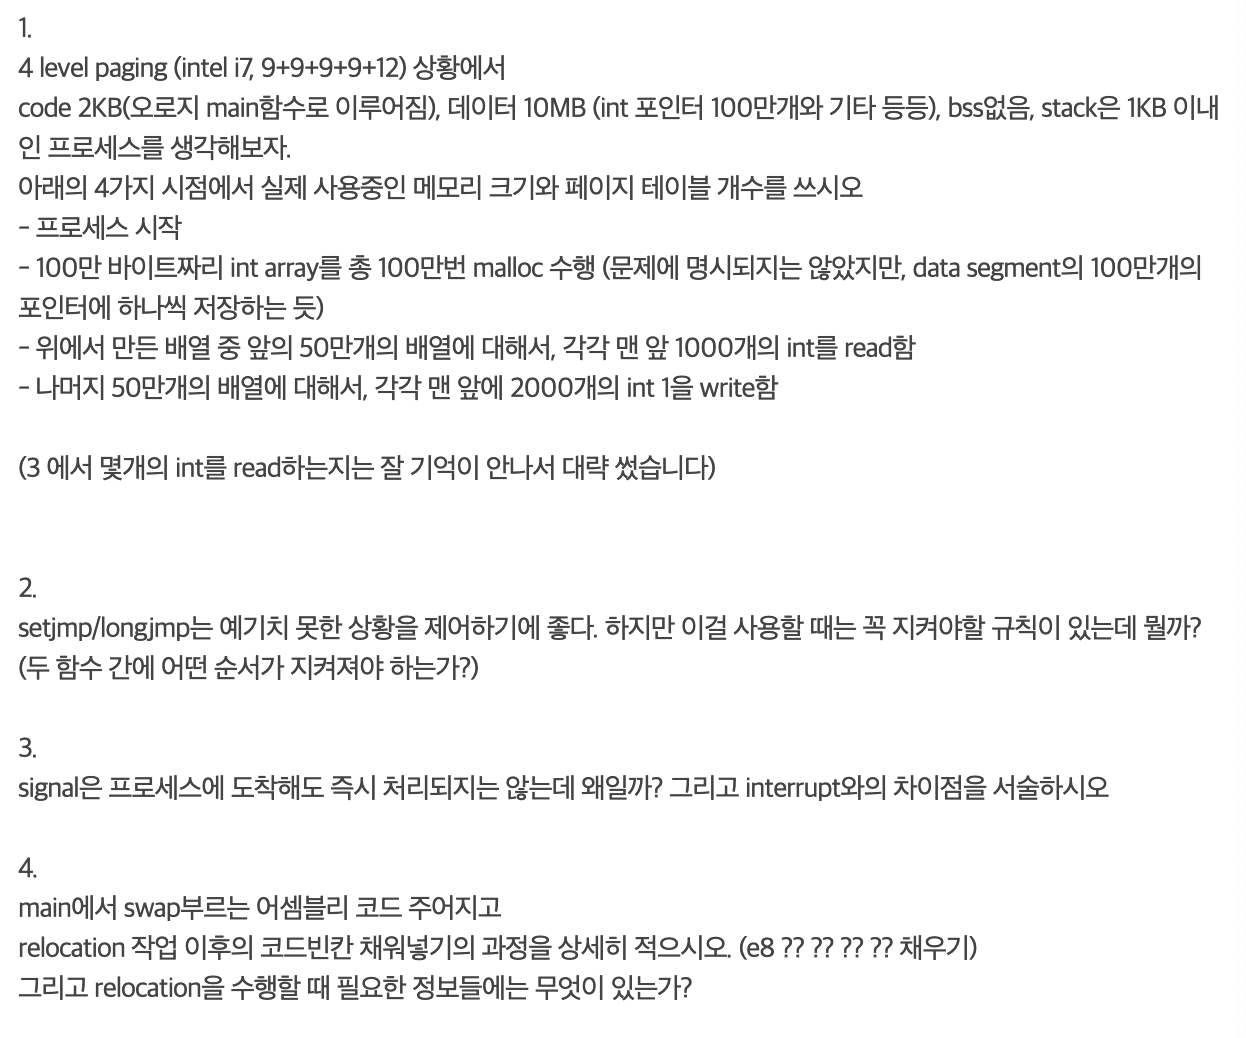 1.
4 level paging (intel i7, 9+9+9+9+12) 상황에서
code 2KB(오로지 main함수로 이루어짐), 데이터 10MB (int 포인터 100만개와 기타 등등), bss없음, stack은 1KB 이내
인 프로세스를 생각해보자.
아래의 4가지 시점에서 실제 사용중인 메모리 크기와 페이지 테이블 개수를 쓰시오
- 프로세스 시작
- 100만 바이트짜리 int array를 총 100만번 malloc 수행 (문제에 명시되지는 않았지만, data segment의 100만개의
포인터에 하나씩 저장하는 듯)
- 위에서 만든 배열 중 앞의 50만개의 배열에 대해서, 각각 맨 앞 1000개의 int를 read함
- 나머지 50만개의 배열에 대해서, 각각 맨 앞에 2000개의 int 1을 write함
(3 에서 몇개의 int를 read하는지는 잘 기억이 안나서 대략 썼습니다)
2.
setjmp/longjmp는 예기치 못한 상황을 제어하기에 좋다. 하지만 이걸 사용할 때는 꼭 지켜야할 규칙이 있는데 뭘까?
(두 함수 간에 어떤 순서가 지켜져야 하는가?)
3.
signal은 프로세스에 도착해도 즉시 처리되지는 않는데 왜일까? 그리고 interrupt와의 차이점을 서술하시오
4.
main에서 swap부르는 어셈블리 코드 주어지고
relocation 작업 이후의 코드빈칸 채워넣기의 과정을 상세히 적으시오. (e8 ?? ?? ?? ?? 채우기)
그리고 relocation을 수행할 때 필요한 정보들에는 무엇이 있는가?